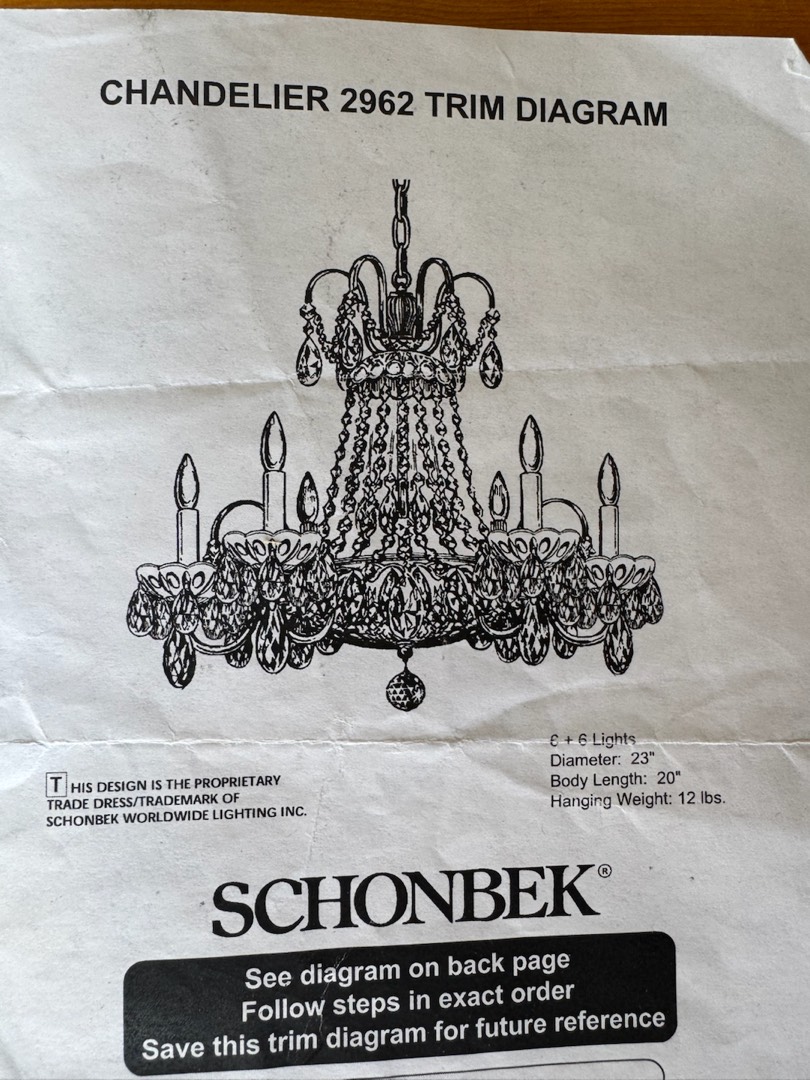 CHANDELIER 2962 TRIM DIAGRAM
6 + 6 Lights
Diameter: 23"
Body Length: 20"
Hanging Weight: 12 lbs.
THIS DESIGN IS THE PROPRIETARY
TRADE DRESS/TRADEMARK OF
SCHONBEK WORLDWIDE LIGHTING INC.
SCHONBEK®
See diagram on back page
Follow steps in exact order
Save this trim diagram for future reference